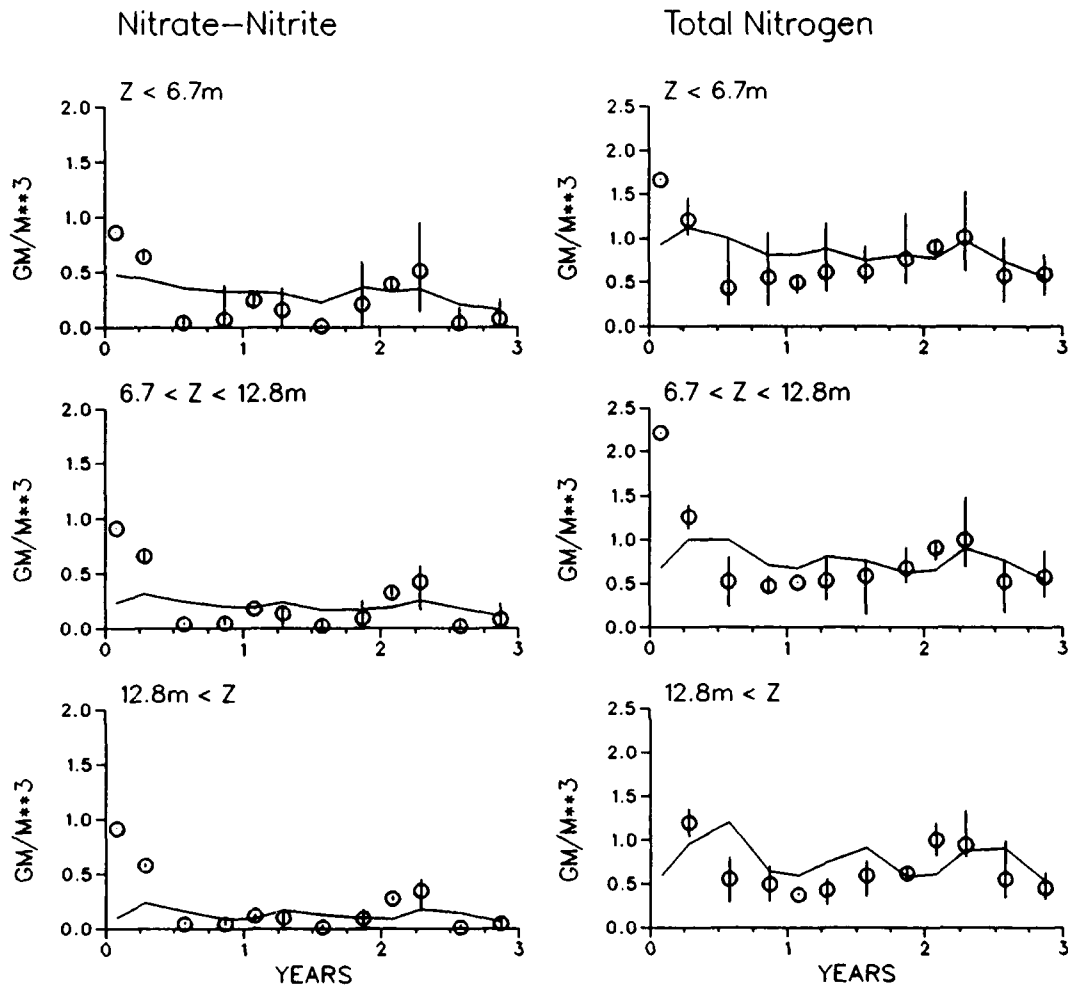 Nitrate–Nitrite
Total Nitrogen
Z < 6.7m
2.0
1.5
1.0
0.5
0.0
GM/M**3
0 1 2 3
Z < 6.7m
2.5
2.0
1.5
1.0
0.5
0.0
GM/M**3
0 1 2 3
6.7 < Z < 12.8m
2.0
1.5
1.0
0.5
0.0
GM/M**3
0 1 2 3
6.7 < Z < 12.8m
2.5
2.0
1.5
1.0
0.5
0.0
GM/M**3
0 1 2 3
12.8m < Z
2.0
1.5
1.0
0.5
0.0
GM/M**3
0 1 2 3
YEARS
12.8m < Z
2.5
2.0
1.5
1.0
0.5
0.0
GM/M**3
0 1 2 3
YEARS